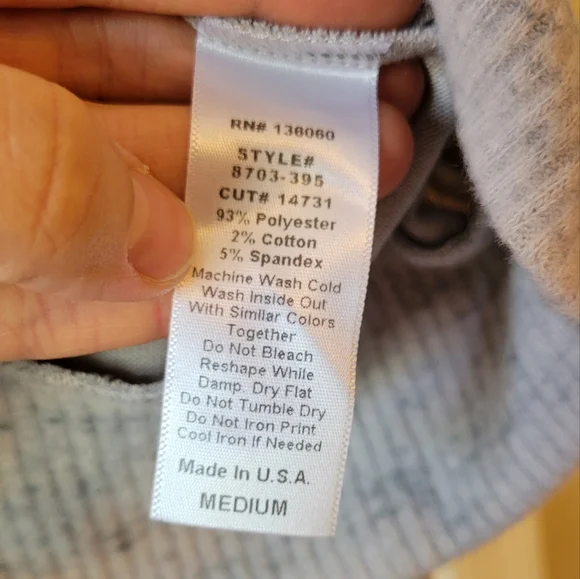 RN# 136060
STYLE#
8703-395
CUT# 14731
93% Polyester
2% Cotton
5% Spandex
Machine Wash Cold
Wash Inside Out
With Similar Colors
Together
Do Not Bleach
Reshape While
Damp. Dry Flat
Do Not Tumble Dry
Do Not Iron Print
Cool Iron If Needed
Made In U.S.A.
MEDIUM